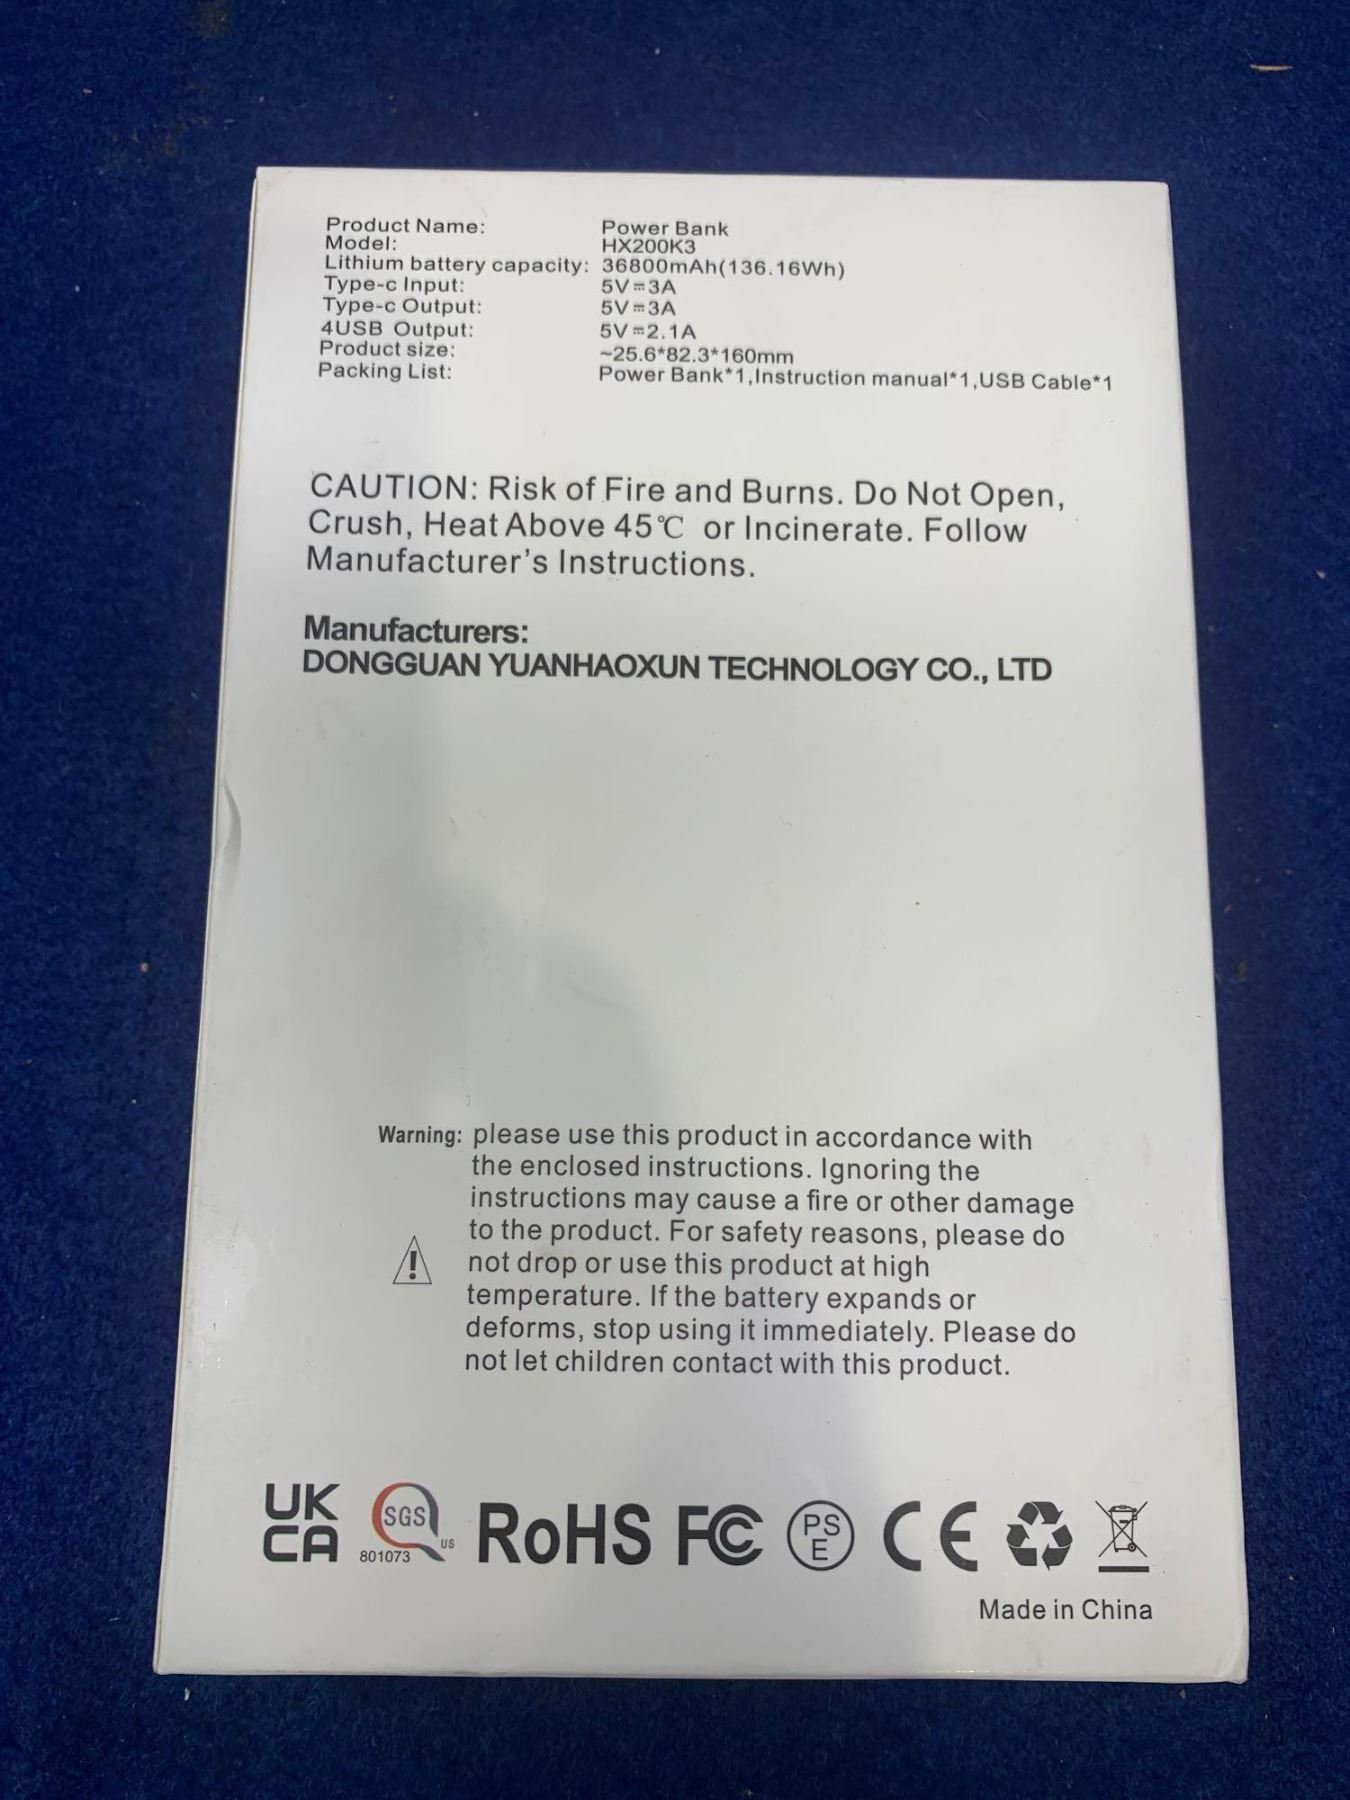 Product Name: Power Bank
Model: HX200K3
Lithium battery capacity: 36800mAh(136.16Wh)
Type-c Input: 5V⎓3A
Type-c Output: 5V⎓3A
4USB Output: 5V⎓2.1A
Product size: ~25.6*82.3*160mm
Packing List: Power Bank*1,Instruction manual*1,USB Cable*1
CAUTION: Risk of Fire and Burns. Do Not Open,
Crush, Heat Above 45℃ or Incinerate. Follow
Manufacturer's Instructions.
Manufacturers:
DONGGUAN YUANHAOXUN TECHNOLOGY CO., LTD
Warning: please use this product in accordance with
the enclosed instructions. Ignoring the
instructions may cause a fire or other damage
to the product. For safety reasons, please do
not drop or use this product at high
temperature. If the battery expands or
deforms, stop using it immediately. Please do
not let children contact with this product.
UK
CA
SGS
US
801073
RoHS
FC
PS
E
CE
Made in China